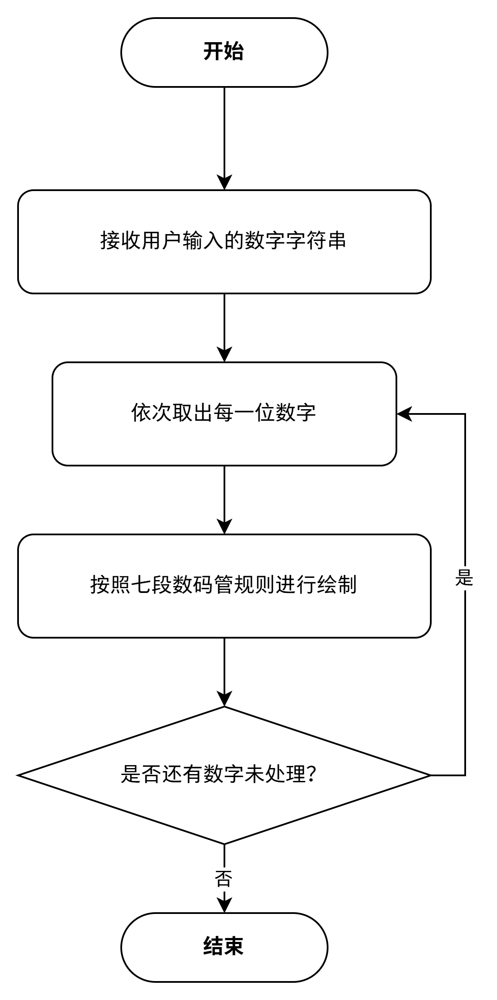 开始
接收用户输入的数字字符串
依次取出每一位数字
按照七段数码管规则进行绘制
是
是否还有数字未处理?
否
结束